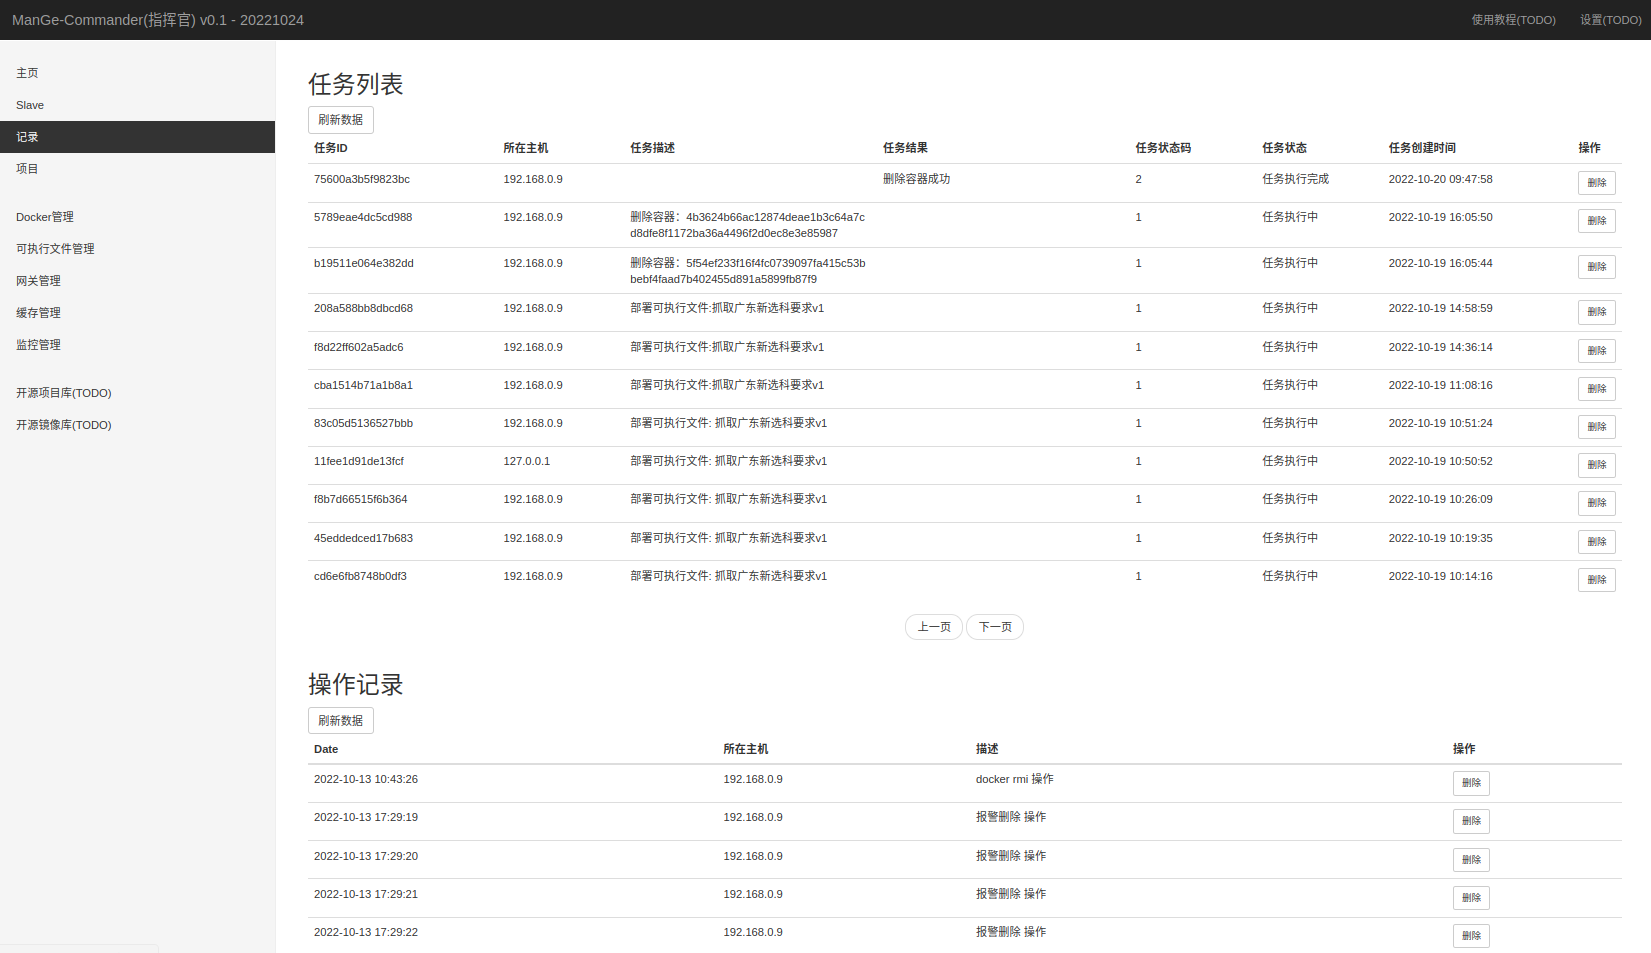 ManGe-Commander(指挥官) v0.1 - 20221024
使用教程(TODO) 设置(TODO)
主页
Slave
记录
项目
Docker管理
可执行文件管理
网关管理
缓存管理
监控管理
开源项目库(TODO)
开源镜像库(TODO)
任务列表
刷新数据
任务ID 所在主机 任务描述 任务结果 任务状态码 任务状态 任务创建时间 操作
75600a3b5f9823bc 192.168.0.9 删除容器成功 2 任务执行完成 2022-10-20 09:47:58 删除
5789eae4dc5cd988 192.168.0.9 删除容器：4b3624b66ac12874deae1b3c64a7c 1 任务执行中 2022-10-19 16:05:50 删除
d8dfe8f1172ba36a4496f2d0ec8e3e85987
b19511e064e382dd 192.168.0.9 删除容器：5f54ef233f16f4fc0739097fa415c53b 1 任务执行中 2022-10-19 16:05:44 删除
bebf4faad7b402455d891a5899fb87f9
208a588bb8dbcd68 192.168.0.9 部署可执行文件:抓取广东新选科要求v1 1 任务执行中 2022-10-19 14:58:59 删除
f8d22ff602a5adc6 192.168.0.9 部署可执行文件:抓取广东新选科要求v1 1 任务执行中 2022-10-19 14:36:14 删除
cba1514b71a1b8a1 192.168.0.9 部署可执行文件:抓取广东新选科要求v1 1 任务执行中 2022-10-19 11:08:16 删除
83c05d5136527bbb 192.168.0.9 部署可执行文件: 抓取广东新选科要求v1 1 任务执行中 2022-10-19 10:51:24 删除
11fee1d91de13fcf 127.0.0.1 部署可执行文件: 抓取广东新选科要求v1 1 任务执行中 2022-10-19 10:50:52 删除
f8b7d66515f6b364 192.168.0.9 部署可执行文件: 抓取广东新选科要求v1 1 任务执行中 2022-10-19 10:26:09 删除
45eddedced17b683 192.168.0.9 部署可执行文件: 抓取广东新选科要求v1 1 任务执行中 2022-10-19 10:19:35 删除
cd6e6fb8748b0df3 192.168.0.9 部署可执行文件: 抓取广东新选科要求v1 1 任务执行中 2022-10-19 10:14:16 删除
上一页 下一页
操作记录
刷新数据
Date 所在主机 描述 操作
2022-10-13 10:43:26 192.168.0.9 docker rmi 操作 删除
2022-10-13 17:29:19 192.168.0.9 报警删除 操作 删除
2022-10-13 17:29:20 192.168.0.9 报警删除 操作 删除
2022-10-13 17:29:21 192.168.0.9 报警删除 操作 删除
2022-10-13 17:29:22 192.168.0.9 报警删除 操作 删除